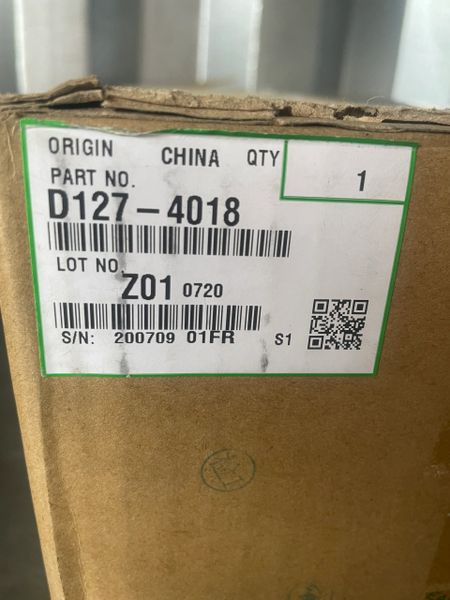 ORIGIN CHINA QTY 1
PART NO.
D127-4018
LOT NO.
Z01 0720
S/N: 200709 01FR S1